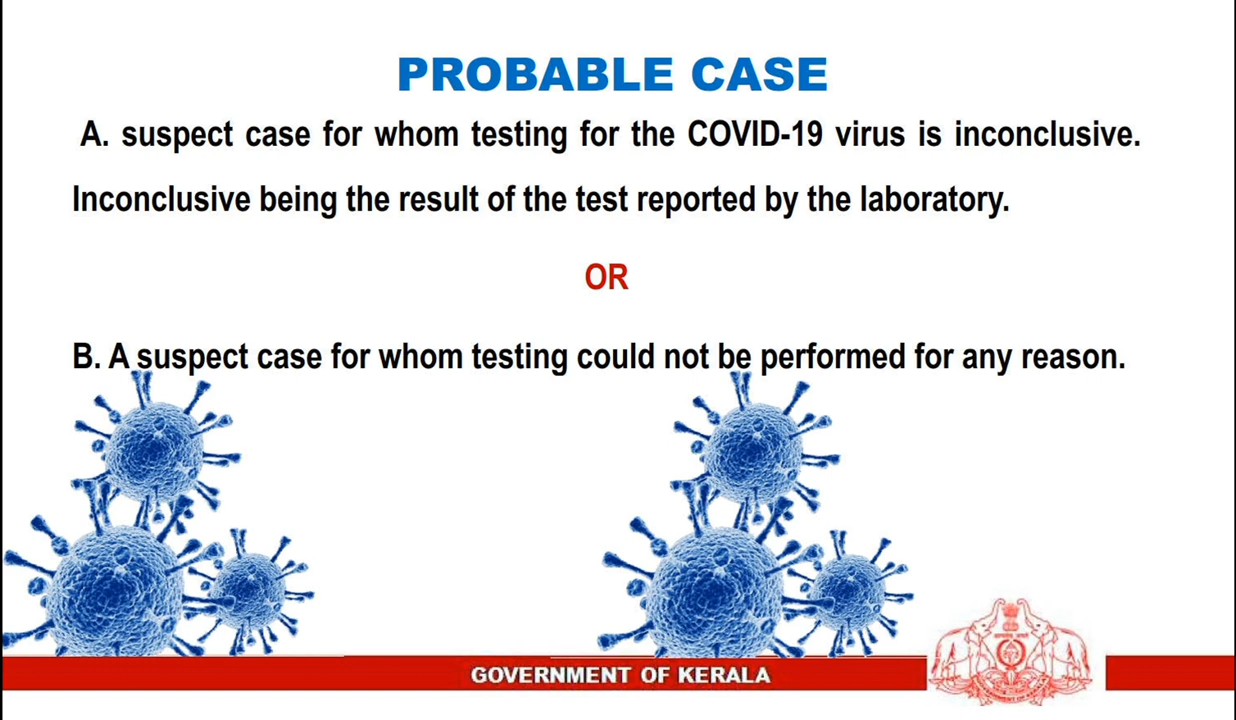 PROBABLE CASE
A. suspect case for whom testing for the COVID-19 virus is inconclusive.
Inconclusive being the result of the test reported by the laboratory.
OR
B. A suspect case for whom testing could not be performed for any reason.
GOVERNMENT OF KERALA